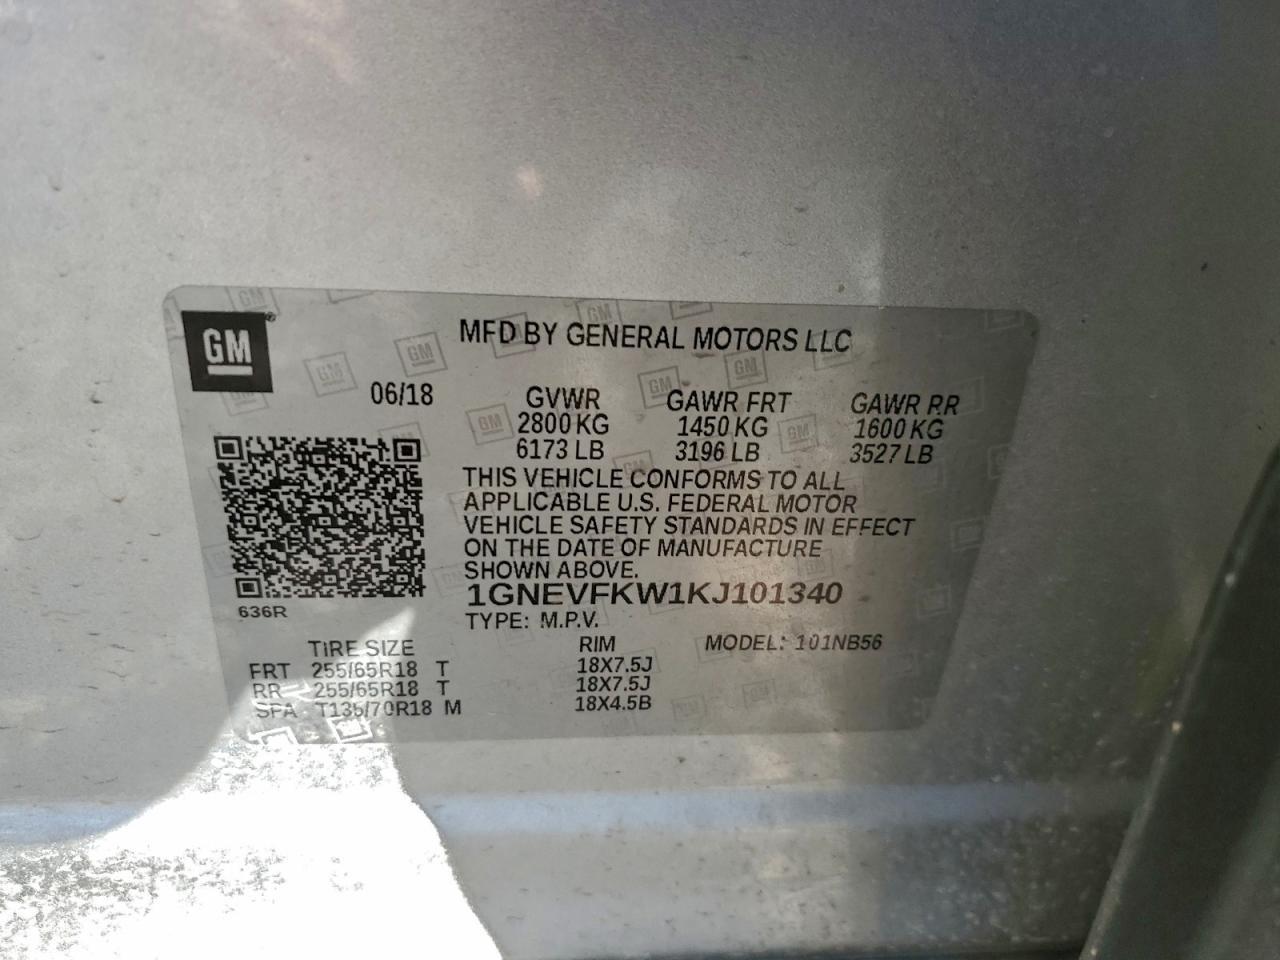 GM
MFD BY GENERAL MOTORS LLC
06/18 GVWR GAWR FRT GAWR RR
2800 KG 1450 KG 1600 KG
6173 LB 3196 LB 3527 LB
THIS VEHICLE CONFORMS TO ALL
APPLICABLE U.S. FEDERAL MOTOR
VEHICLE SAFETY STANDARDS IN EFFECT
ON THE DATE OF MANUFACTURE
SHOWN ABOVE.
1GNEVFKW1KJ101340
636R
TYPE: M.P.V.
TIRE SIZE RIM MODEL: 101NB56
FRT 255/65R18 T 18X7.5J
RR 255/65R18 T 18X7.5J
SPA T135/70R18 M 18X4.5B